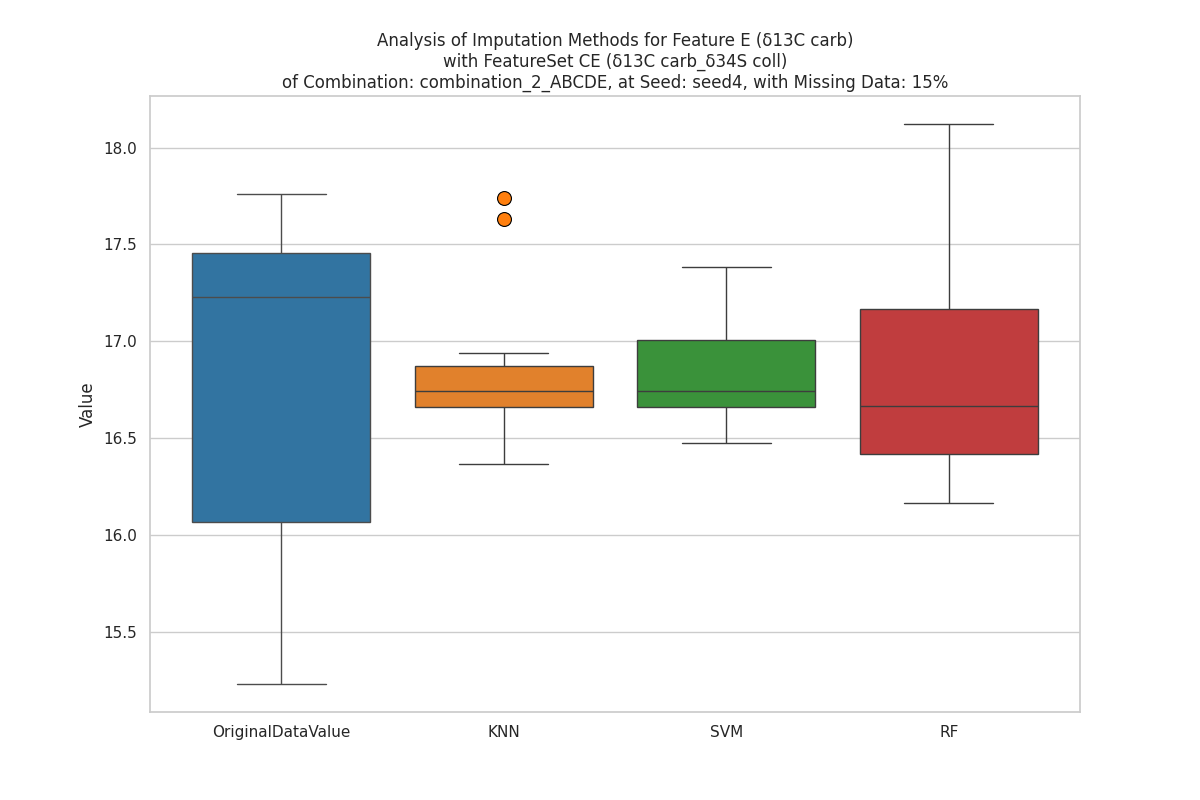 Analysis of Imputation Methods for Feature E (δ13C carb)
with FeatureSet CE (δ13C carb_δ34S coll)
of Combination: combination_2_ABCDE, at Seed: seed4, with Missing Data: 15%
18.0
17.5
17.0
16.5
16.0
15.5
Value
OriginalDataValue KNN SVM RF